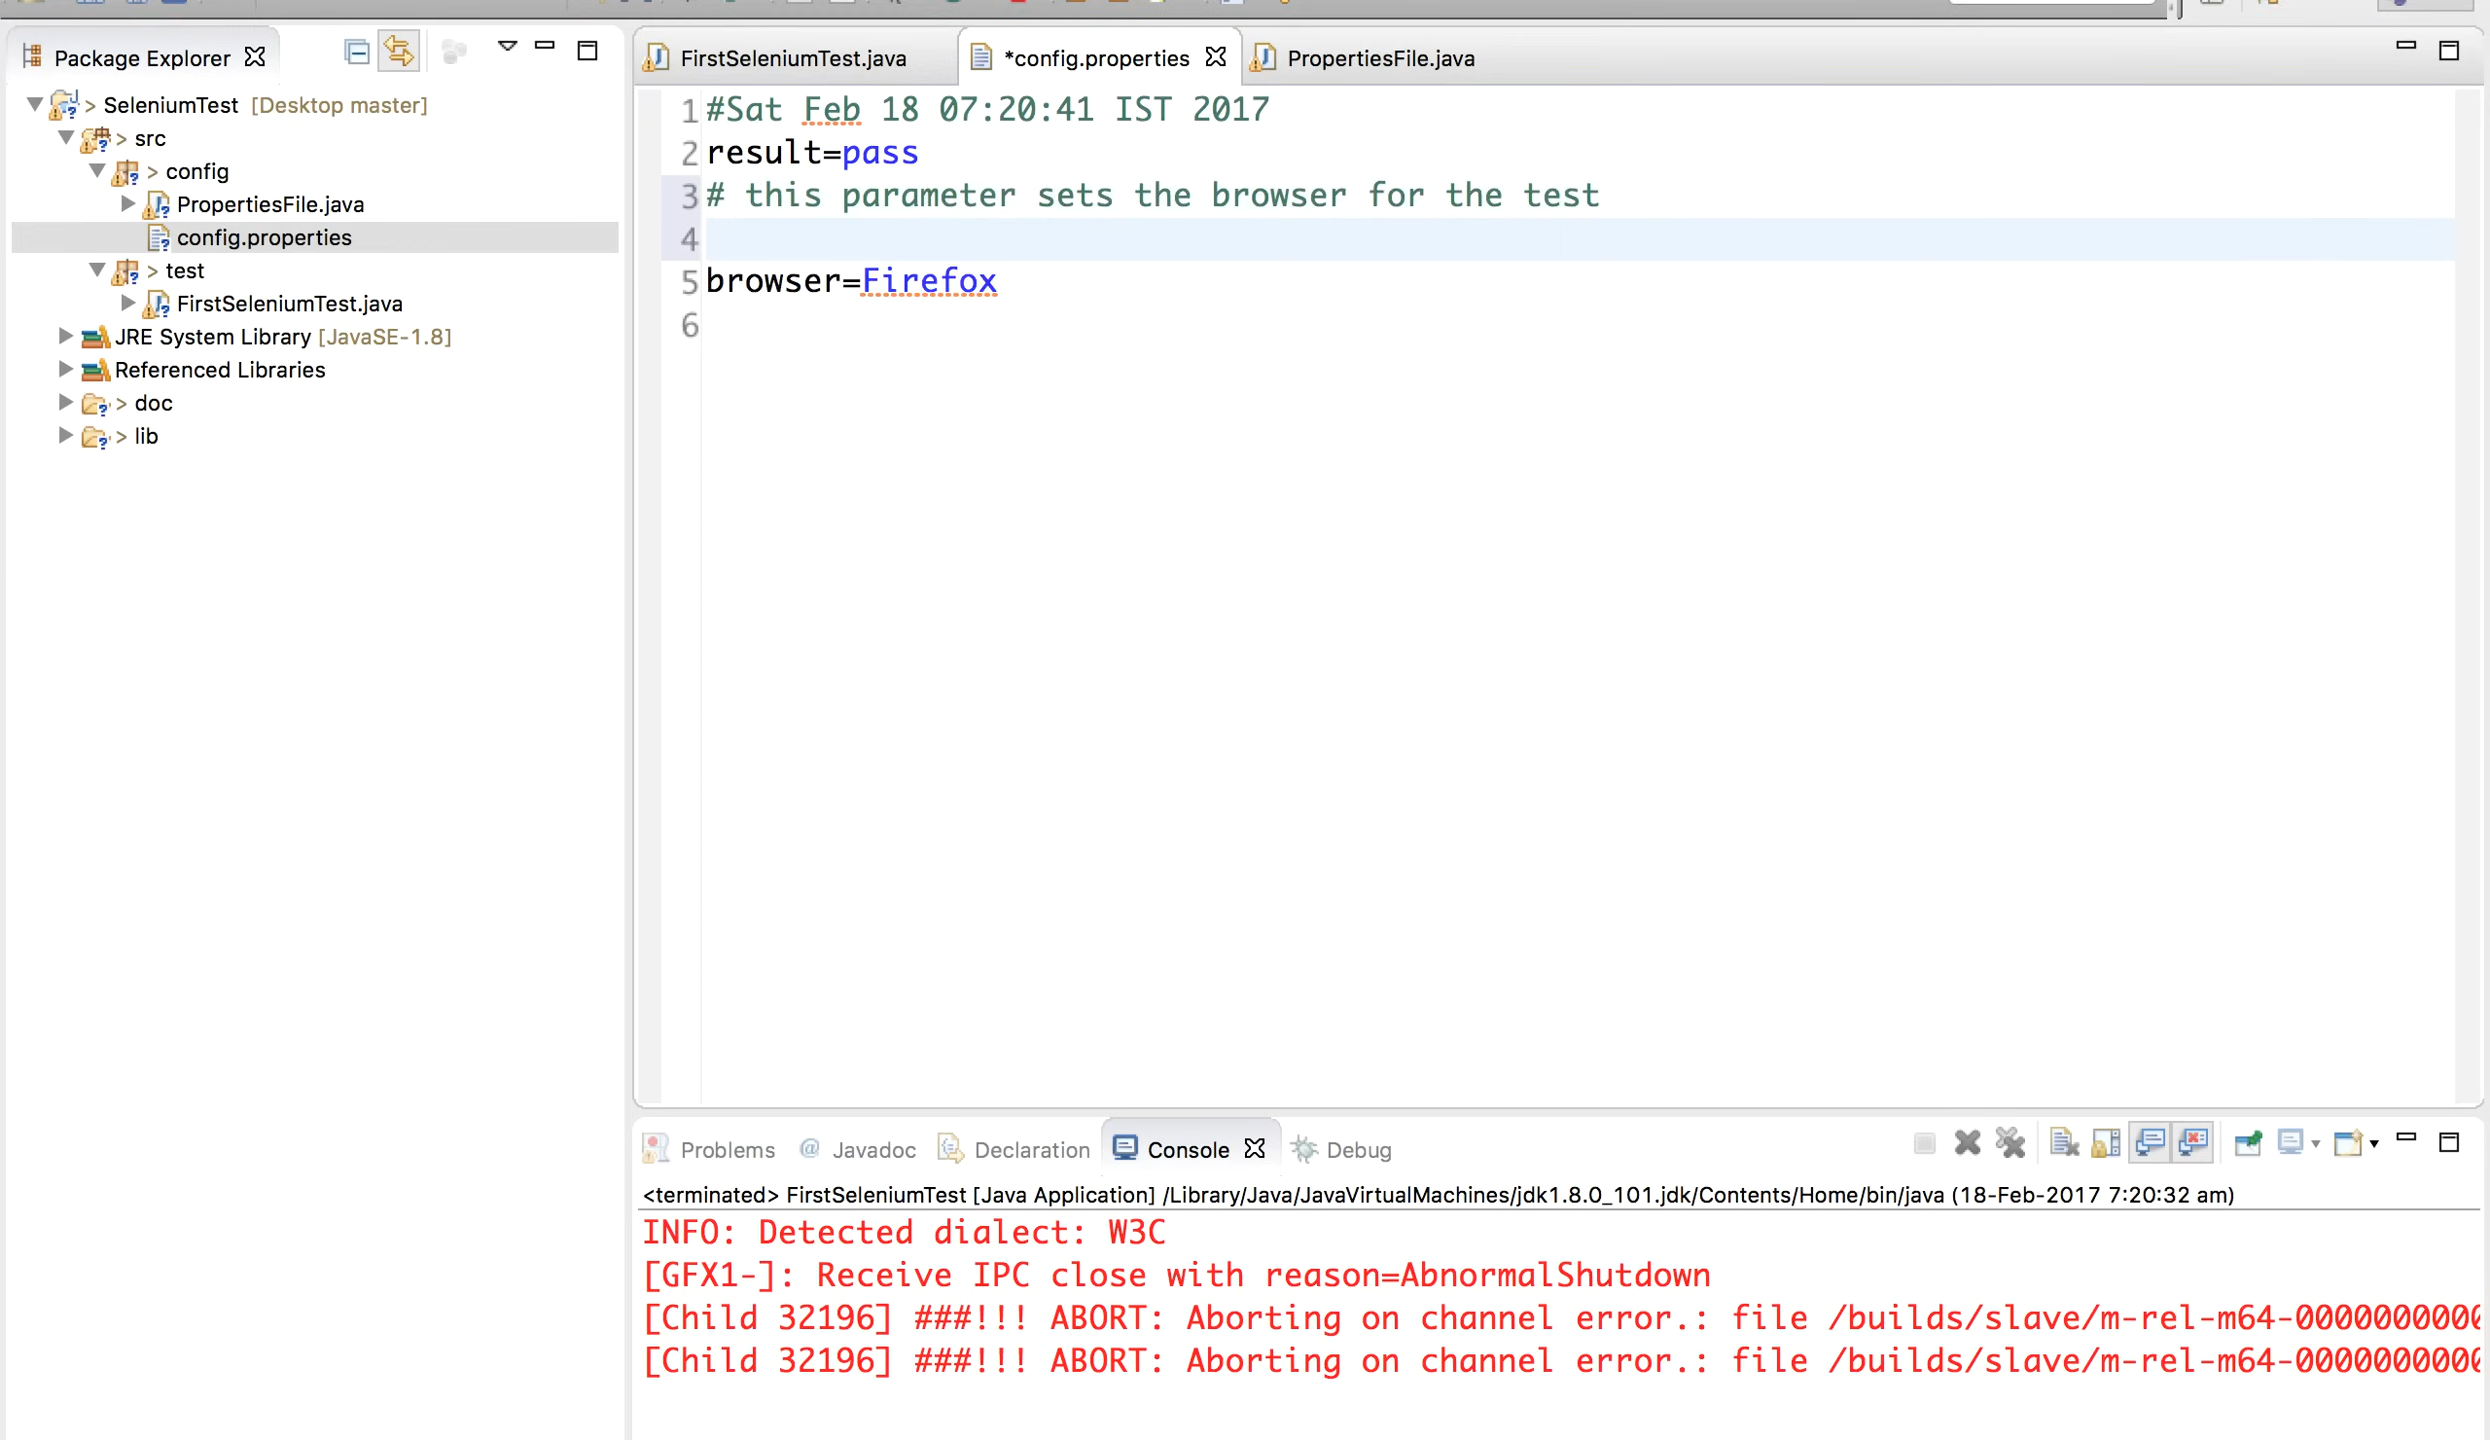 Package Explorer
> SeleniumTest [Desktop master]
> src
> config
PropertiesFile.java
config.properties
> test
FirstSeleniumTest.java
JRE System Library [JavaSE-1.8]
Referenced Libraries
> doc
> lib
FirstSeleniumTest.java
*config.properties
PropertiesFile.java
1 #Sat Feb 18 07:20:41 IST 2017
2 result=pass
3 # this parameter sets the browser for the test
4
5 browser=Firefox
6
Problems @ Javadoc Declaration Console Debug
<terminated> FirstSeleniumTest [Java Application] /Library/Java/JavaVirtualMachines/jdk1.8.0_101.jdk/Contents/Home/bin/java (18-Feb-2017 7:20:32 am)
INFO: Detected dialect: W3C
[GFX1-]: Receive IPC close with reason=AbnormalShutdown
[Child 32196] ###!!! ABORT: Aborting on channel error.: file /builds/slave/m-rel-m64-0000000000
[Child 32196] ###!!! ABORT: Aborting on channel error.: file /builds/slave/m-rel-m64-0000000000